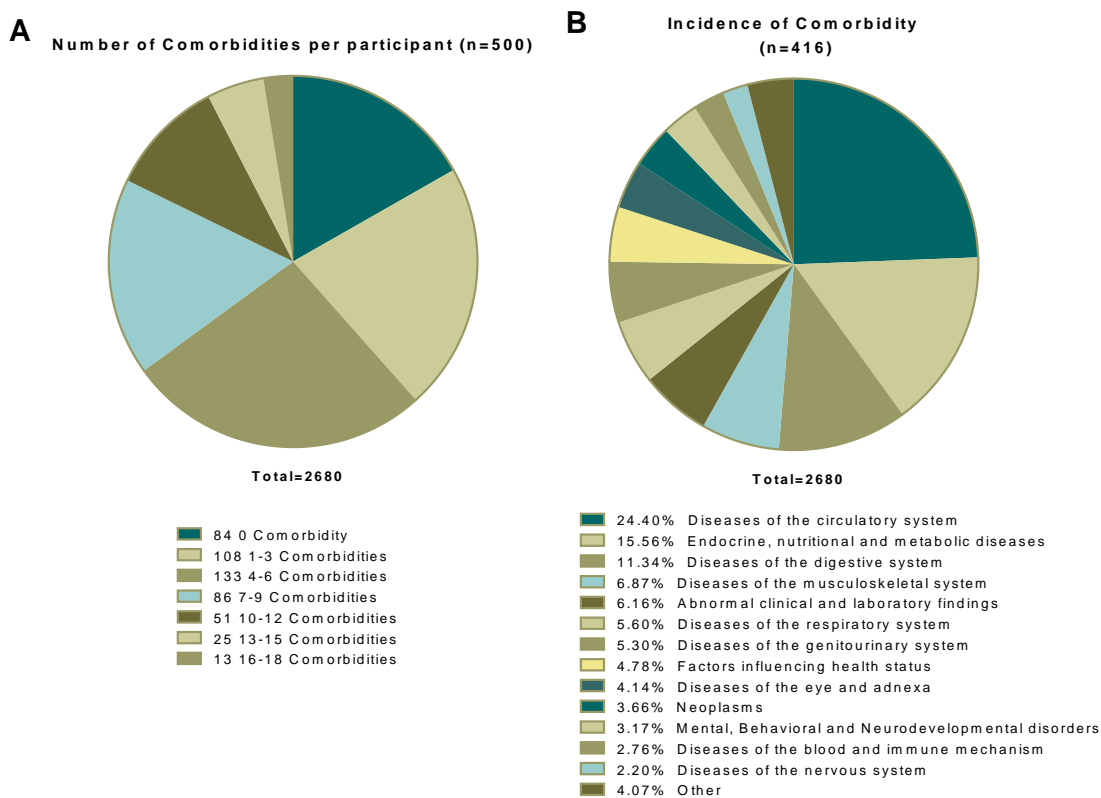 A
Number of Comorbidities per participant (n=500)
Total=2680
84 0 Comorbidity
108 1-3 Comorbidities
133 4-6 Comorbidities
86 7-9 Comorbidities
51 10-12 Comorbidities
25 13-15 Comorbidities
13 16-18 Comorbidities
B
Incidence of Comorbidity
(n=416)
Total=2680
24.40% Diseases of the circulatory system
15.56% Endocrine, nutritional and metabolic diseases
11.34% Diseases of the digestive system
6.87% Diseases of the musculoskeletal system
6.16% Abnormal clinical and laboratory findings
5.60% Diseases of the respiratory system
5.30% Diseases of the genitourinary system
4.78% Factors influencing health status
4.14% Diseases of the eye and adnexa
3.66% Neoplasms
3.17% Mental, Behavioral and Neurodevelopmental disorders
2.76% Diseases of the blood and immune mechanism
2.20% Diseases of the nervous system
4.07% Other